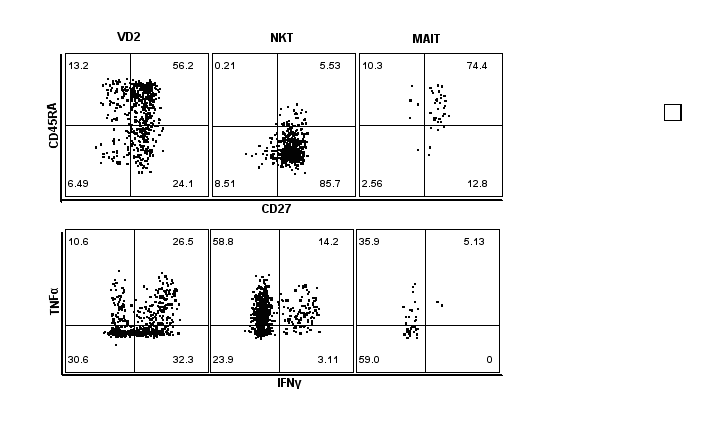 VD2 NKT MAIT
13.2 56.2 0.21 5.53 10.3 74.4
CD45RA
6.49 24.1 8.51 85.7 2.56 12.8
CD27
10.6 26.5 58.8 14.2 35.9 5.13
TNFα
30.6 32.3 23.9 3.11 59.0 0
IFNγ